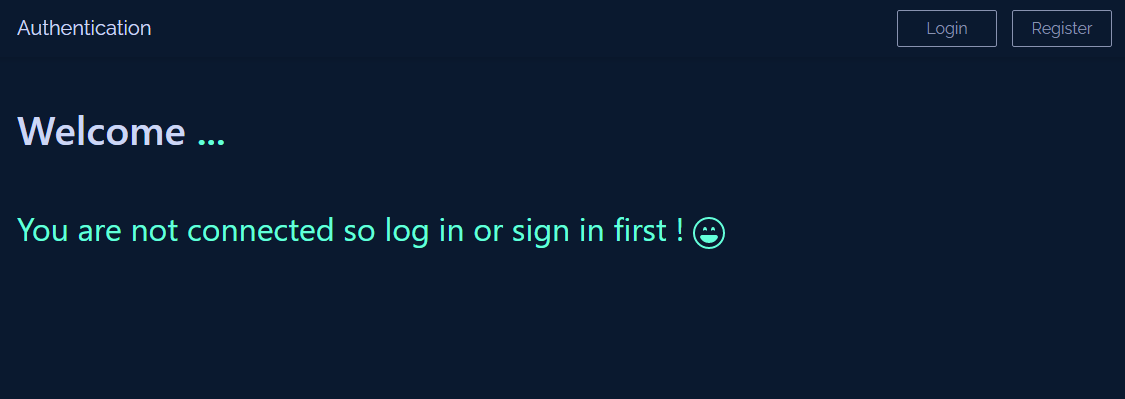 Authentication Login Register
Welcome ...
You are not connected so log in or sign in first !